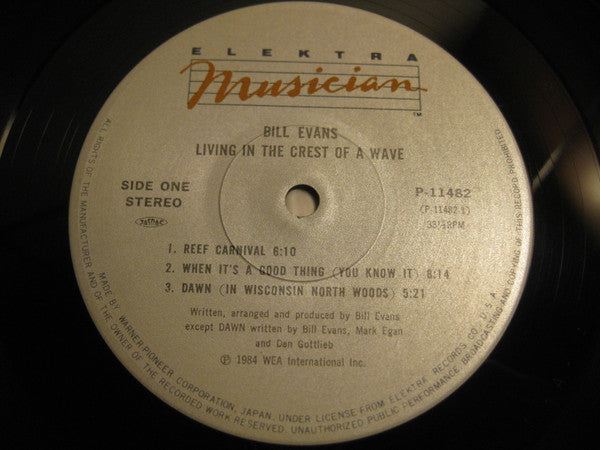 ELEKTRA
Musician
TM
BILL EVANS
LIVING IN THE CREST OF A WAVE
SIDE ONE
STEREO
P-11482
(P-11482-1)
33⅓RPM
1. REEF CARNIVAL 6:10
2. WHEN IT'S A GOOD THING (YOU KNOW IT) 8:14
3. DAWN (IN WISCONSIN NORTH WOODS) 5:21
Written, arranged and produced by Bill Evans
except DAWN written by Bill Evans, Mark Egan
and Dan Gottlieb
Ⓟ 1984 WEA International Inc.
MADE BY WARNER-PIONEER CORPORATION, JAPAN, UNDER LICENSE FROM ELEKTRA RECORDS CO., U.S.A.
ALL RIGHTS OF THE MANUFACTURER AND OF THE OWNER OF THE RECORDED WORK RESERVED. UNAUTHORIZED PUBLIC PERFORMANCE, BROADCASTING AND COPYING OF THIS RECORD PROHIBITED.